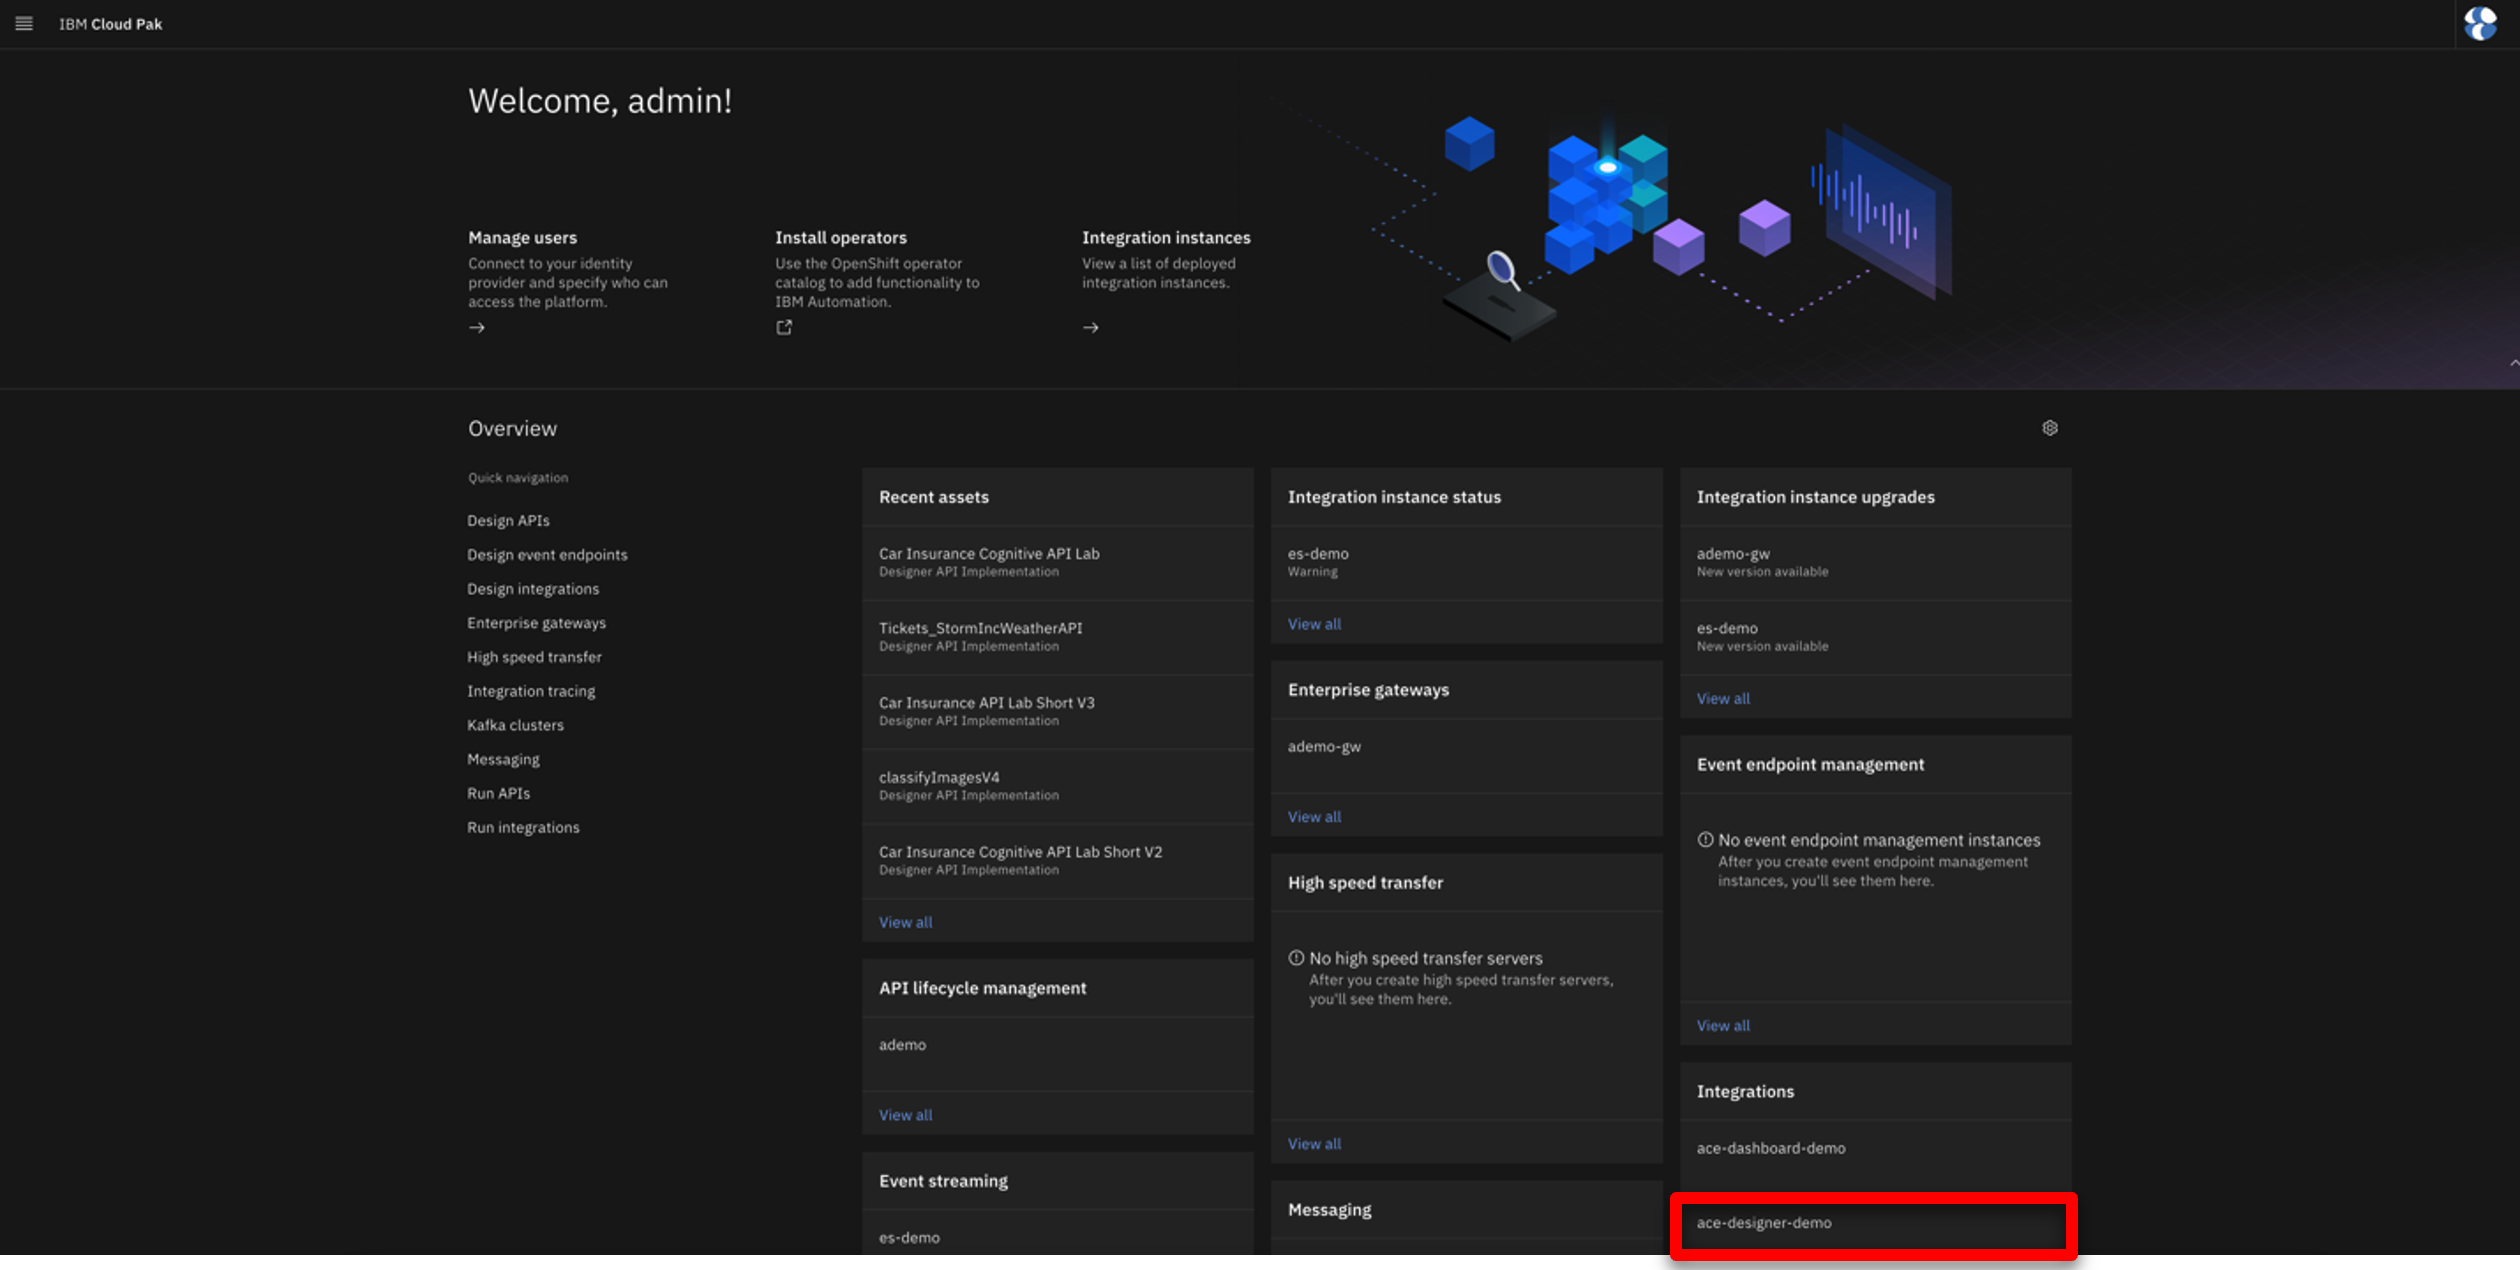 IBM Cloud Pak
Welcome, admin!
Manage users
Connect to your identity
provider and specify who can
access the platform.
Install operators
Use the OpenShift operator
catalog to add functionality to
IBM Automation.
Integration instances
View a list of deployed
integration instances.
Overview
Quick navigation
Design APIs
Design event endpoints
Design integrations
Enterprise gateways
High speed transfer
Integration tracing
Kafka clusters
Messaging
Run APIs
Run integrations
Recent assets
Car Insurance Cognitive API Lab
Designer API Implementation
Tickets_StormIncWeatherAPI
Designer API Implementation
Car Insurance API Lab Short V3
Designer API Implementation
classifyImagesV4
Designer API Implementation
Car Insurance Cognitive API Lab Short V2
Designer API Implementation
View all
API lifecycle management
ademo
View all
Event streaming
es-demo
Integration instance status
es-demo
Warning
View all
Enterprise gateways
ademo-gw
View all
High speed transfer
No high speed transfer servers
After you create high speed transfer servers,
you'll see them here.
View all
Messaging
Integration instance upgrades
ademo-gw
New version available
es-demo
New version available
View all
Event endpoint management
No event endpoint management instances
After you create event endpoint management
instances, you'll see them here.
View all
Integrations
ace-dashboard-demo
ace-designer-demo